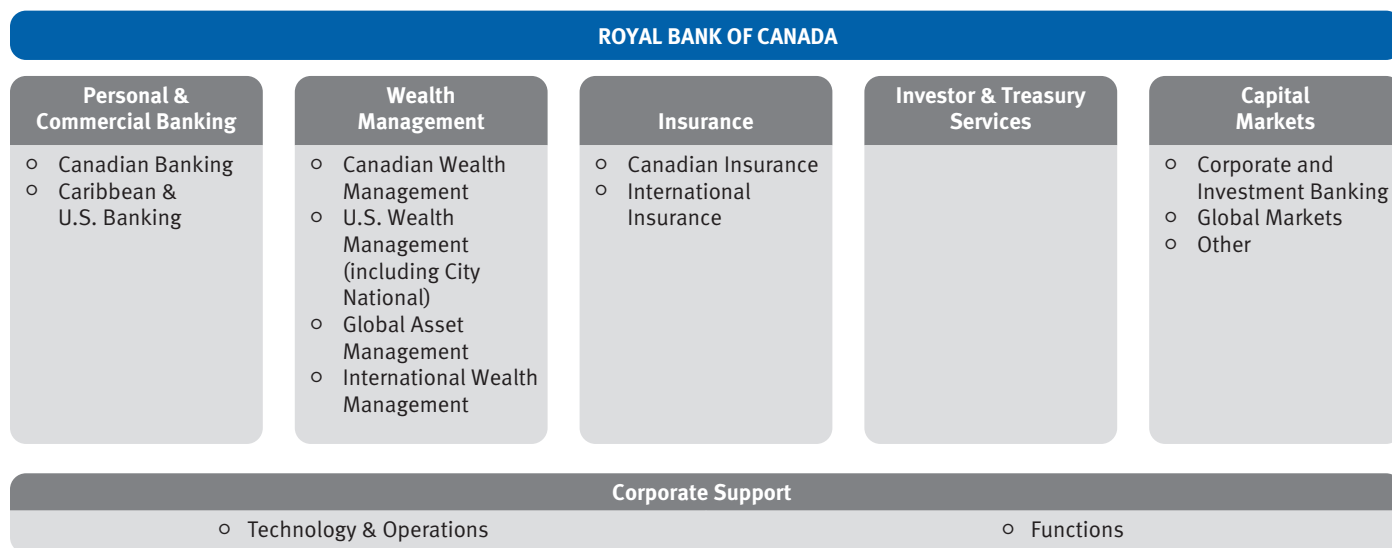 ROYAL BANK OF CANADA
Personal &
Commercial Banking
○ Canadian Banking
○ Caribbean &
U.S. Banking
Wealth
Management
○ Canadian Wealth
Management
○ U.S. Wealth
Management
(including City
National)
○ Global Asset
Management
○ International Wealth
Management
Insurance
○ Canadian Insurance
○ International
Insurance
Investor & Treasury
Services
Capital
Markets
○ Corporate and
Investment Banking
○ Global Markets
○ Other
Corporate Support
○ Technology & Operations
○ Functions